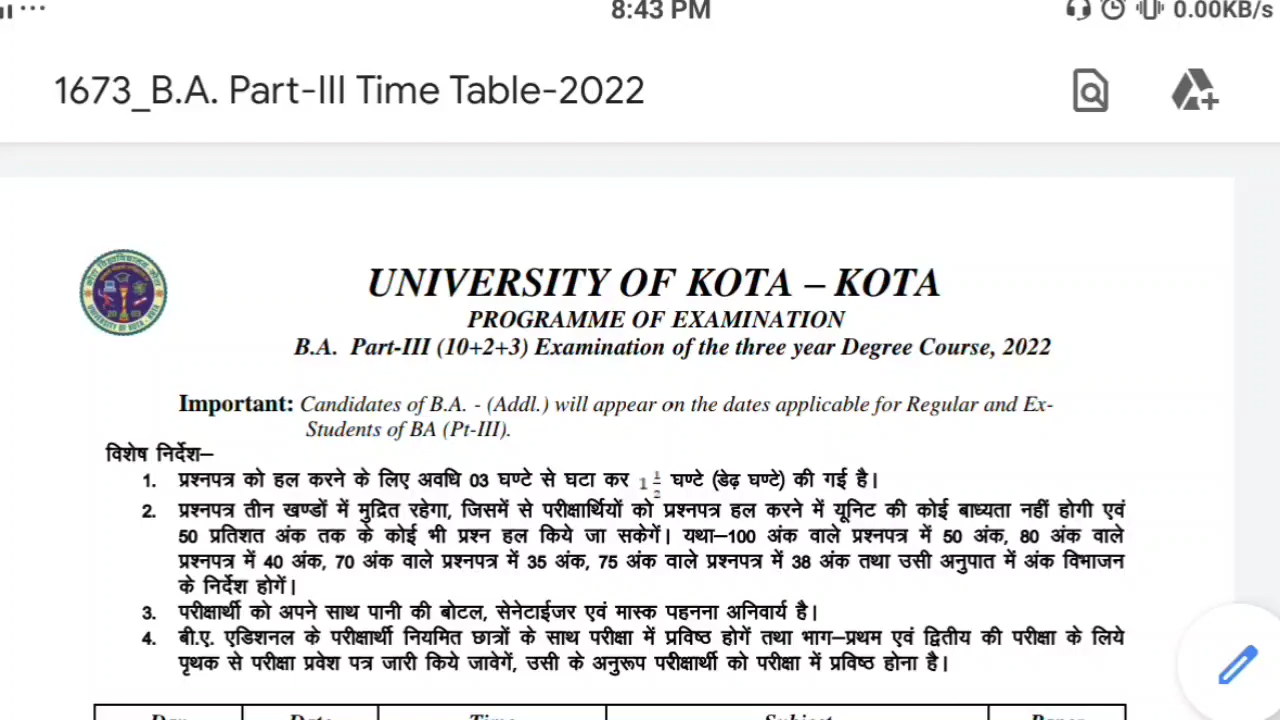 8:43 PM
0.00KB/s
1673_B.A. Part-III Time Table-2022
UNIVERSITY OF KOTA – KOTA
PROGRAMME OF EXAMINATION
B.A. Part-III (10+2+3) Examination of the three year Degree Course, 2022
Important: Candidates of B.A. - (Addl.) will appear on the dates applicable for Regular and Ex-
Students of BA (Pt-III).
विशेष निर्देश–
1. प्रश्नपत्र को हल करने के लिए अवधि 03 घण्टे से घटा कर 1 1/2 घण्टे (डेढ़ घण्टे) की गई है।
2. प्रश्नपत्र तीन खण्डों में मुद्रित रहेगा, जिसमें से परीक्षार्थियों को प्रश्नपत्र हल करने में यूनिट की कोई बाध्यता नहीं होगी एवं
50 प्रतिशत अंक तक के कोई भी प्रश्न हल किये जा सकेगें। यथा–100 अंक वाले प्रश्नपत्र में 50 अंक, 80 अंक वाले
प्रश्नपत्र में 40 अंक, 70 अंक वाले प्रश्नपत्र में 35 अंक, 75 अंक वाले प्रश्नपत्र में 38 अंक तथा उसी अनुपात में अंक विभाजन
के निर्देश होगें।
3. परीक्षार्थी को अपने साथ पानी की बोटल, सेनेटाईजर एवं मास्क पहनना अनिवार्य है।
4. बी.ए. एडिशनल के परीक्षार्थी नियमित छात्रों के साथ परीक्षा में प्रविष्ठ होगें तथा भाग–प्रथम एवं द्वितीय की परीक्षा के लिये
पृथक से परीक्षा प्रवेश पत्र जारी किये जावेगें, उसी के अनुरूप परीक्षार्थी को परीक्षा में प्रविष्ठ होना है।
Day Date Time Subject Paper